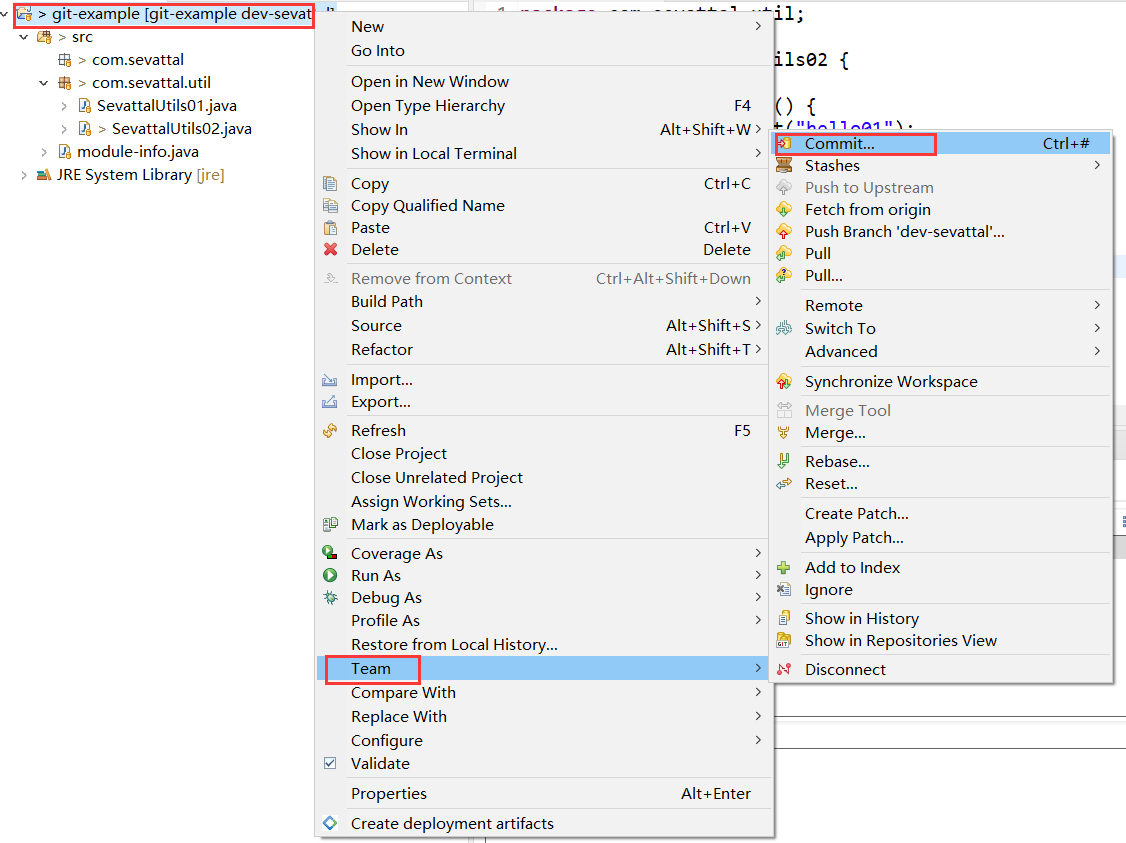 > git-example [git-example dev-sevat
> src
> com.sevattal
> com.sevattal.util
SevattalUtils01.java
> SevattalUtils02.java
module-info.java
JRE System Library [jre]
util;
ils02 {
() {
t("hello01");
New
Go Into
Open in New Window
Open Type Hierarchy F4
Show In Alt+Shift+W
Show in Local Terminal
Copy Ctrl+C
Copy Qualified Name
Paste Ctrl+V
Delete Delete
Remove from Context Ctrl+Alt+Shift+Down
Build Path
Source Alt+Shift+S
Refactor Alt+Shift+T
Import...
Export...
Refresh F5
Close Project
Close Unrelated Project
Assign Working Sets...
Mark as Deployable
Coverage As
Run As
Debug As
Profile As
Restore from Local History...
Team
Compare With
Replace With
Configure
Validate
Properties Alt+Enter
Create deployment artifacts
Commit... Ctrl+#
Stashes
Push to Upstream
Fetch from origin
Push Branch 'dev-sevattal'...
Pull
Pull...
Remote
Switch To
Advanced
Synchronize Workspace
Merge Tool
Merge...
Rebase...
Reset...
Create Patch...
Apply Patch...
Add to Index
Ignore
Show in History
Show in Repositories View
Disconnect